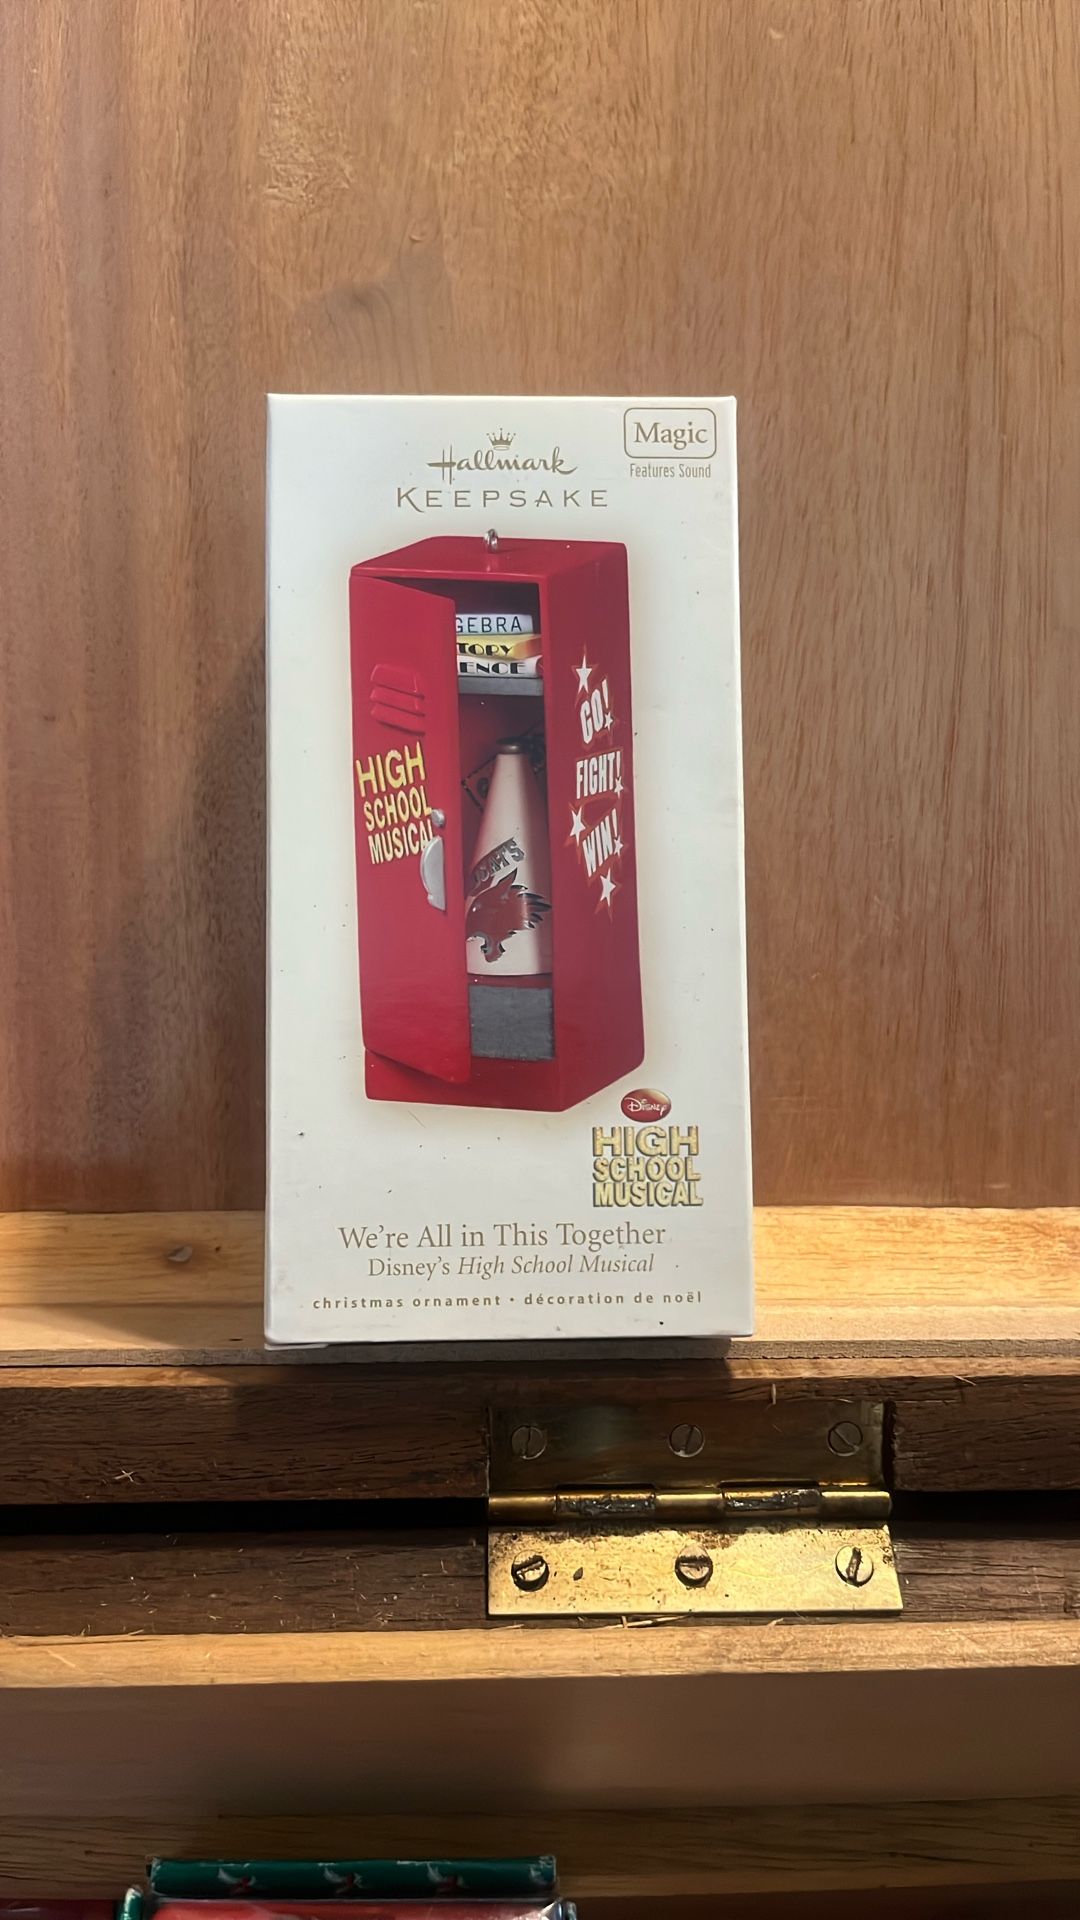 Hallmark
KEEPSAKE
Magic
Features Sound
GEBRA
TORY
ENCE
HIGH
SCHOOL
MUSICAL
CATS
GO!
FIGHT!
WIN!
Disney
HIGH
SCHOOL
MUSICAL
We're All in This Together
Disney's High School Musical
christmas ornament • décoration de noël